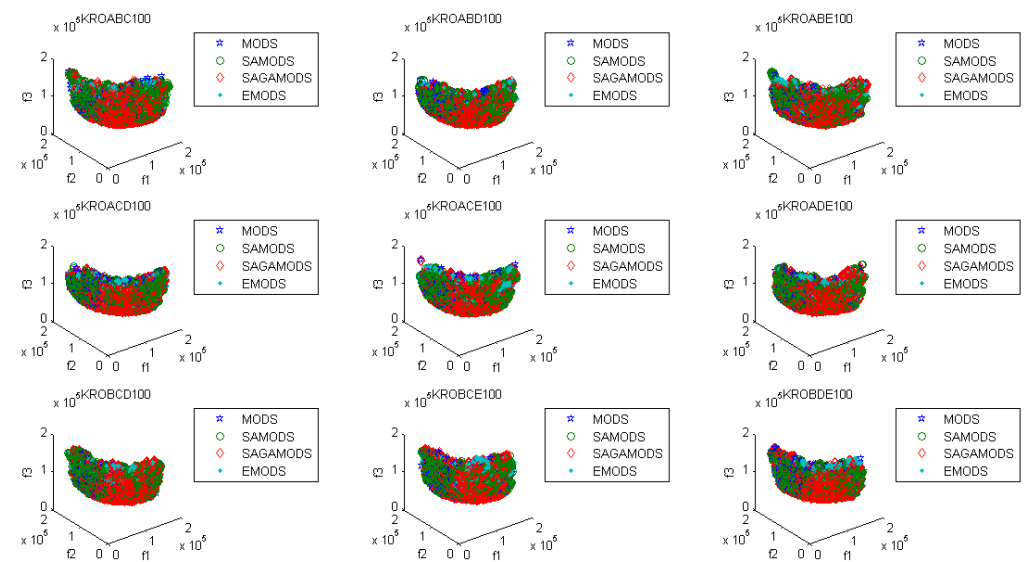 x 10^5 KROABC100
MODS
SAMODS
SAGAMODS
EMODS
f3
2
1
0
2
1
0
x 10^5
f2
0
1
2
x 10^5
f1
x 10^5 KROABD100
MODS
SAMODS
SAGAMODS
EMODS
f3
2
1
0
2
1
0
x 10^5
f2
0
1
2
x 10^5
f1
x 10^5 KROABE100
MODS
SAMODS
SAGAMODS
EMODS
f3
2
1
0
2
1
0
x 10^5
f2
0
1
2
x 10^5
f1
x 10^5 KROACD100
MODS
SAMODS
SAGAMODS
EMODS
f3
2
1
0
2
1
0
x 10^5
f2
0
1
2
x 10^5
f1
x 10^5 KROACE100
MODS
SAMODS
SAGAMODS
EMODS
f3
2
1
0
2
1
0
x 10^5
f2
0
1
2
x 10^5
f1
x 10^5 KROADE100
MODS
SAMODS
SAGAMODS
EMODS
f3
2
1
0
2
1
0
x 10^5
f2
0
1
2
x 10^5
f1
x 10^5 KROBCD100
MODS
SAMODS
SAGAMODS
EMODS
f3
2
1
0
2
1
0
x 10^5
f2
0
1
2
x 10^5
f1
x 10^5 KROBCE100
MODS
SAMODS
SAGAMODS
EMODS
f3
2
1
0
2
1
0
x 10^5
f2
0
1
2
x 10^5
f1
x 10^5 KROBDE100
MODS
SAMODS
SAGAMODS
EMODS
f3
2
1
0
2
1
0
x 10^5
f2
0
1
2
x 10^5
f1